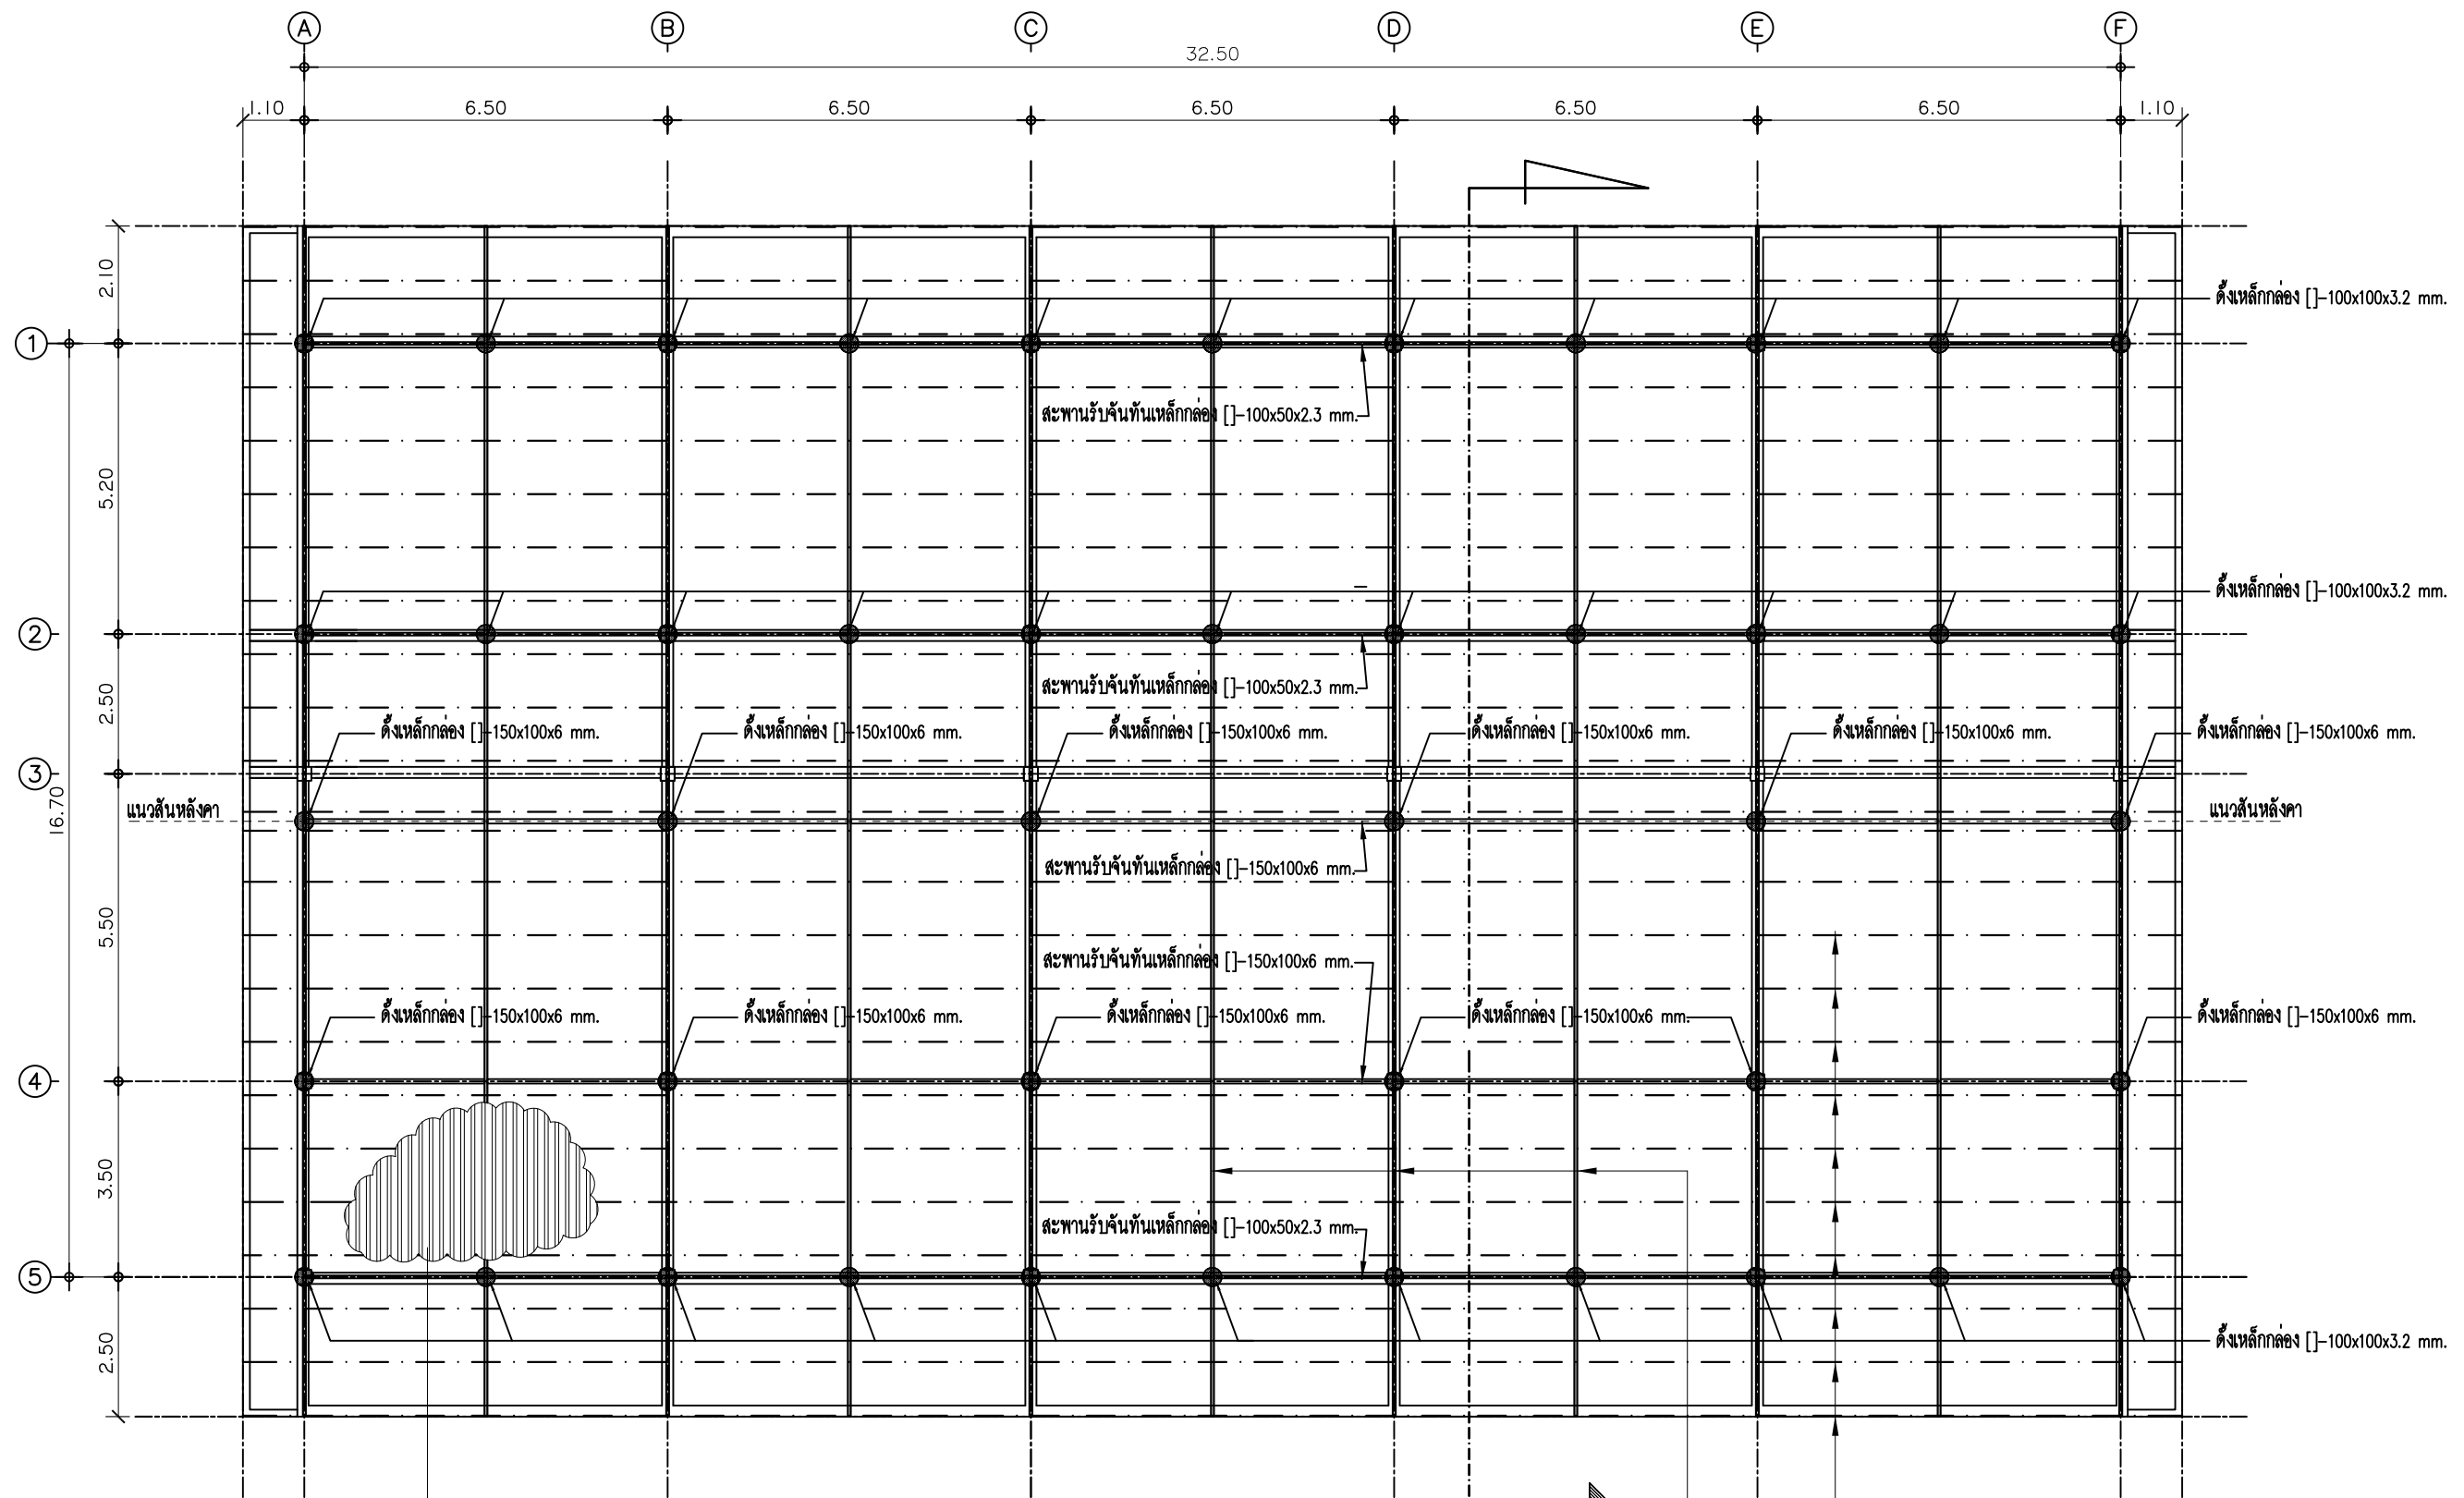 A B C D E F
32.50
1.10 6.50 6.50 6.50 6.50 6.50 1.10
2.10
ดั้งเหล็กกล่อง []-100x100x3.2 mm.
1
สะพานรับจันทันเหล็กกล่อง []-100x50x2.3 mm.
5.20
ดั้งเหล็กกล่อง []-100x100x3.2 mm.
2
สะพานรับจันทันเหล็กกล่อง []-100x50x2.3 mm.
2.50
ดั้งเหล็กกล่อง []-150x100x6 mm. ดั้งเหล็กกล่อง []-150x100x6 mm. ดั้งเหล็กกล่อง []-150x100x6 mm. ดั้งเหล็กกล่อง []-150x100x6 mm. ดั้งเหล็กกล่อง []-150x100x6 mm. ดั้งเหล็กกล่อง []-150x100x6 mm.
3
16.70
แนวสันหลังคา แนวสันหลังคา
สะพานรับจันทันเหล็กกล่อง []-150x100x6 mm.
5.50
สะพานรับจันทันเหล็กกล่อง []-150x100x6 mm.
ดั้งเหล็กกล่อง []-150x100x6 mm. ดั้งเหล็กกล่อง []-150x100x6 mm. ดั้งเหล็กกล่อง []-150x100x6 mm. ดั้งเหล็กกล่อง []-150x100x6 mm. ดั้งเหล็กกล่อง []-150x100x6 mm.
4
3.50
สะพานรับจันทันเหล็กกล่อง []-100x50x2.3 mm.
5
2.50
ดั้งเหล็กกล่อง []-100x100x3.2 mm.